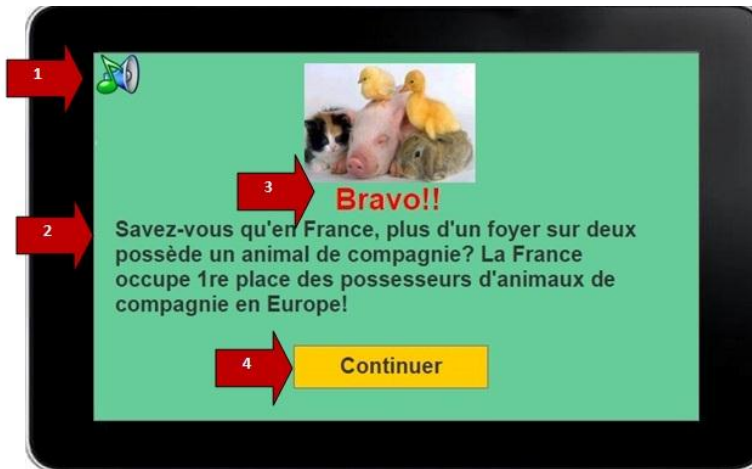 1
3
Bravo!!
2
Savez-vous qu'en France, plus d'un foyer sur deux
possède un animal de compagnie? La France
occupe 1re place des possesseurs d'animaux de
compagnie en Europe!
4
Continuer